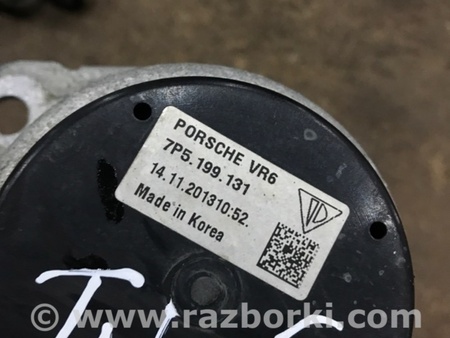 PORSCHE VR6
7P5.199.131
14.11.201310:52.
Made in Korea
www.razborki.com